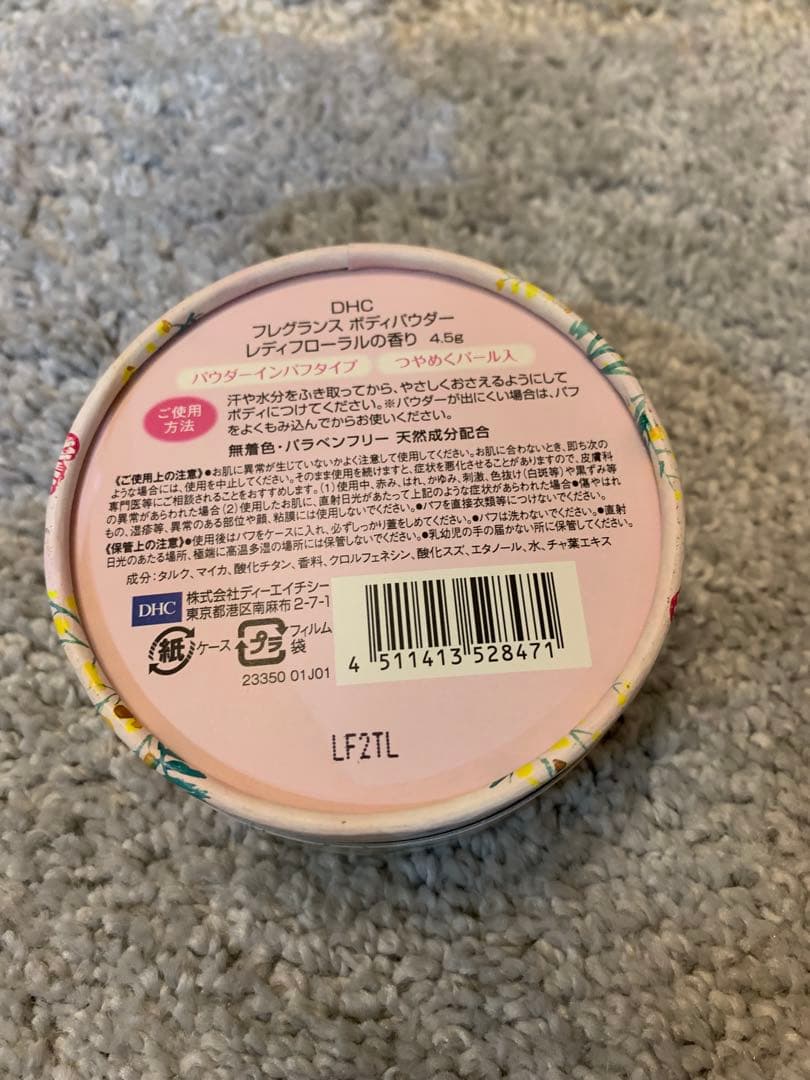 DHC
フレグランス ボディパウダー
レディフローラルの香り 4.5g
パウダーインパフタイプ つやめくパール入
ご使用
方法
汗や水分をふき取ってから、やさしくおさえるようにして
ボディにつけてください。※パウダーが出にくい場合は、パフ
をよくもみ込んでからお使いください。
無着色・パラベンフリー 天然成分配合
《ご使用上の注意》●お肌に異常が生じていないかよく注意して使用してください。お肌に合わないとき、即ち次の
ような場合には、使用を中止してください。そのまま使用を続けますと、症状を悪化させることがありますので、皮膚科
専門医等にご相談されることをおすすめします。(1)使用中、赤み、はれ、かゆみ、刺激、色抜け(白斑等)や黒ずみ等
の異常があらわれた場合(2)使用したお肌に、直射日光があたって上記のような症状があらわれた場合●傷やはれ
もの、湿疹等、異常のある部位や顔、粘膜には使用しないでください。●パフを直接衣類等につけないでください。
《保管上の注意》●使用後はパフをケースに入れ、必ずしっかり蓋をしめてください。●パフは洗わないでください。●直射
日光のあたる場所、極端に高温多湿の場所には保管しないでください。●乳幼児の手の届かない所に保管してください。
成分:タルク、マイカ、酸化チタン、香料、クロルフェネシン、酸化スズ、エタノール、水、チャ葉エキス
DHC 株式会社ディーエイチシー
東京都港区南麻布2-7-1
紙 ケース プラ フィルム
袋
23350 01J01
4 511413 528471
LF2TL